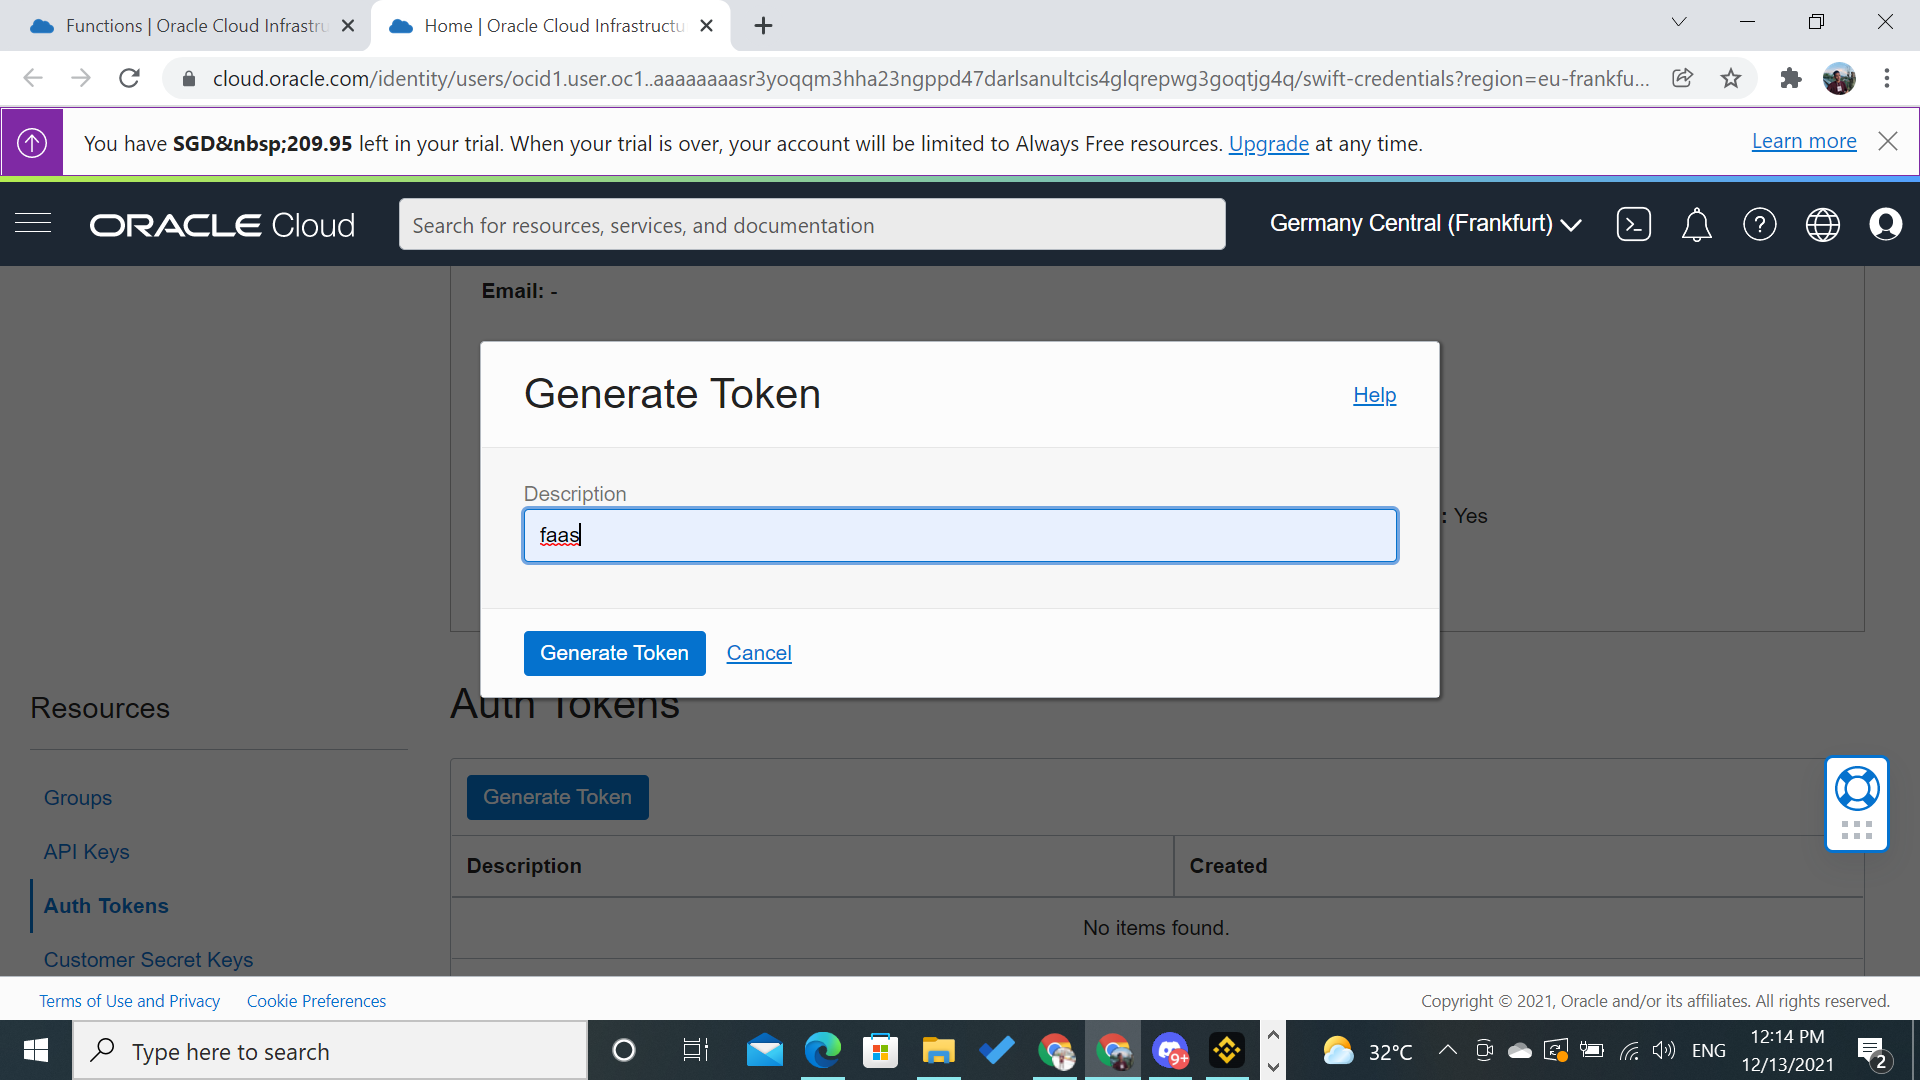 Functions | Oracle Cloud Infrastru
Home | Oracle Cloud Infrastructu
cloud.oracle.com/identity/users/ocid1.user.oc1..aaaaaaaasr3yoqqm3hha23ngppd47darlsanultcis4glqrepwg3goqtjg4q/swift-credentials?region=eu-frankfu...
You have SGD&nbsp;209.95 left in your trial. When your trial is over, your account will be limited to Always Free resources. Upgrade at any time.
Learn more
ORACLE Cloud
Search for resources, services, and documentation
Germany Central (Frankfurt)
Email: -
Generate Token
Help
Description
faas
: Yes
Generate Token
Cancel
Resources
Auth Tokens
Groups
Generate Token
API Keys
Description
Created
Auth Tokens
No items found.
Customer Secret Keys
Terms of Use and Privacy
Cookie Preferences
Copyright © 2021, Oracle and/or its affiliates. All rights reserved.
Type here to search
9+
32°C
ENG
12:14 PM
12/13/2021
2